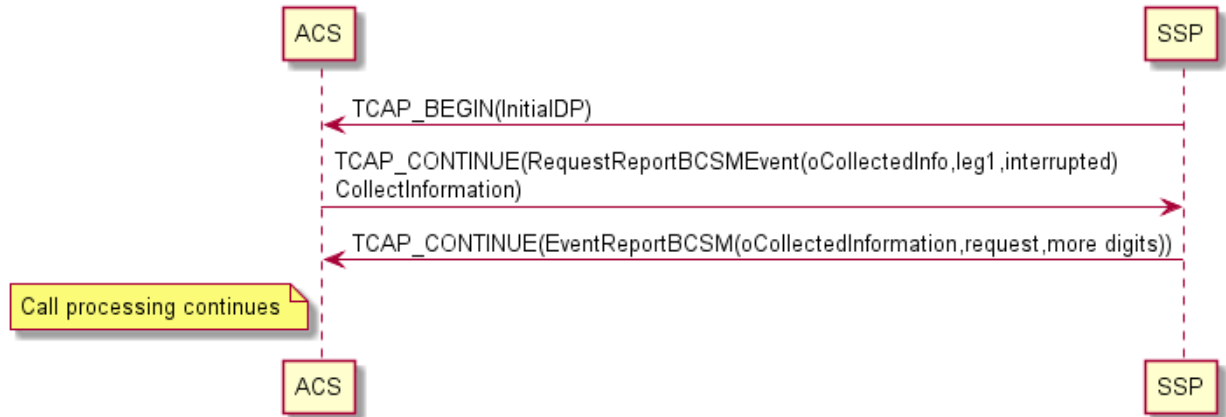 ACS SSP
TCAP_BEGIN(InitialDP)
TCAP_CONTINUE(RequestReportBCSMEvent(oCollectedInfo,leg1,interrupted)
CollectInformation)
TCAP_CONTINUE(EventReportBCSM(oCollectedInformation,request,more digits))
Call processing continues
ACS SSP